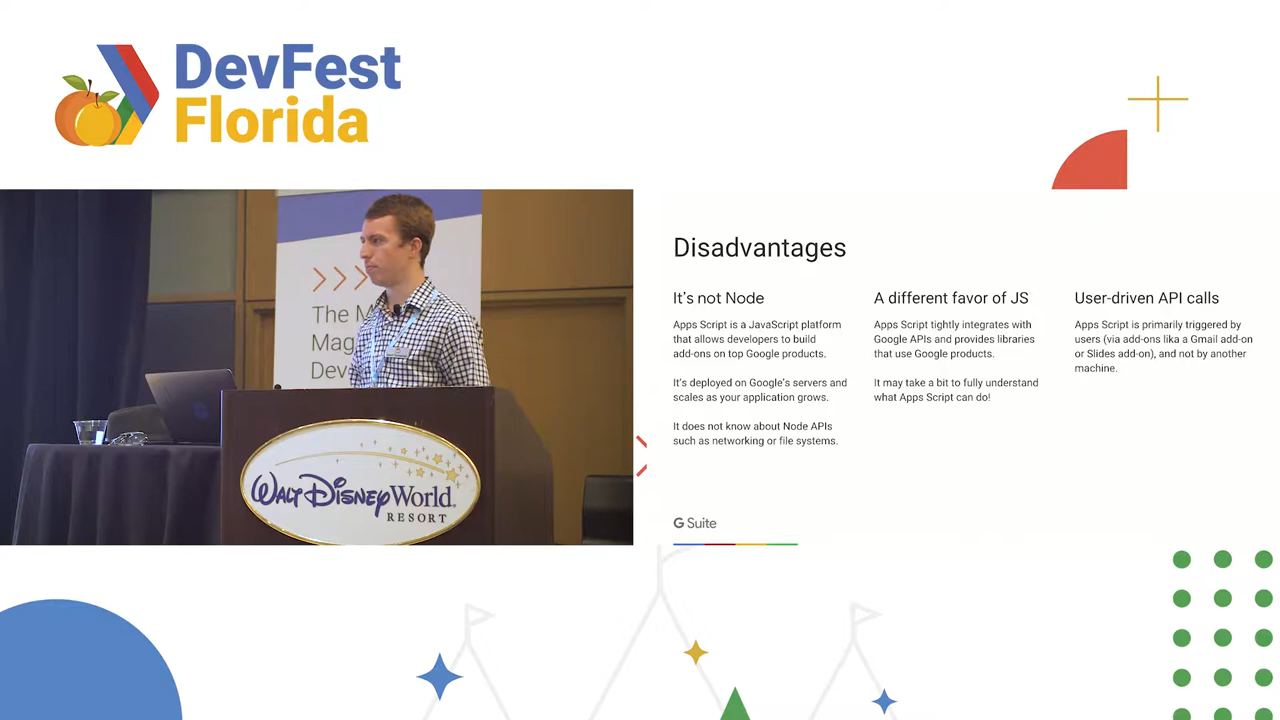 DevFest
Florida
The M
Mag
Dev
WALT DISNEY World
RESORT
Disadvantages
It's not Node
Apps Script is a JavaScript platform
that allows developers to build
add-ons on top Google products.
It's deployed on Google's servers and
scales as your application grows.
It does not know about Node APIs
such as networking or file systems.
A different favor of JS
Apps Script tightly integrates with
Google APIs and provides libraries
that use Google products.
It may take a bit to fully understand
what Apps Script can do!
User-driven API calls
Apps Script is primarily triggered by
users (via add-ons lika a Gmail add-on
or Slides add-on), and not by another
machine.
G Suite